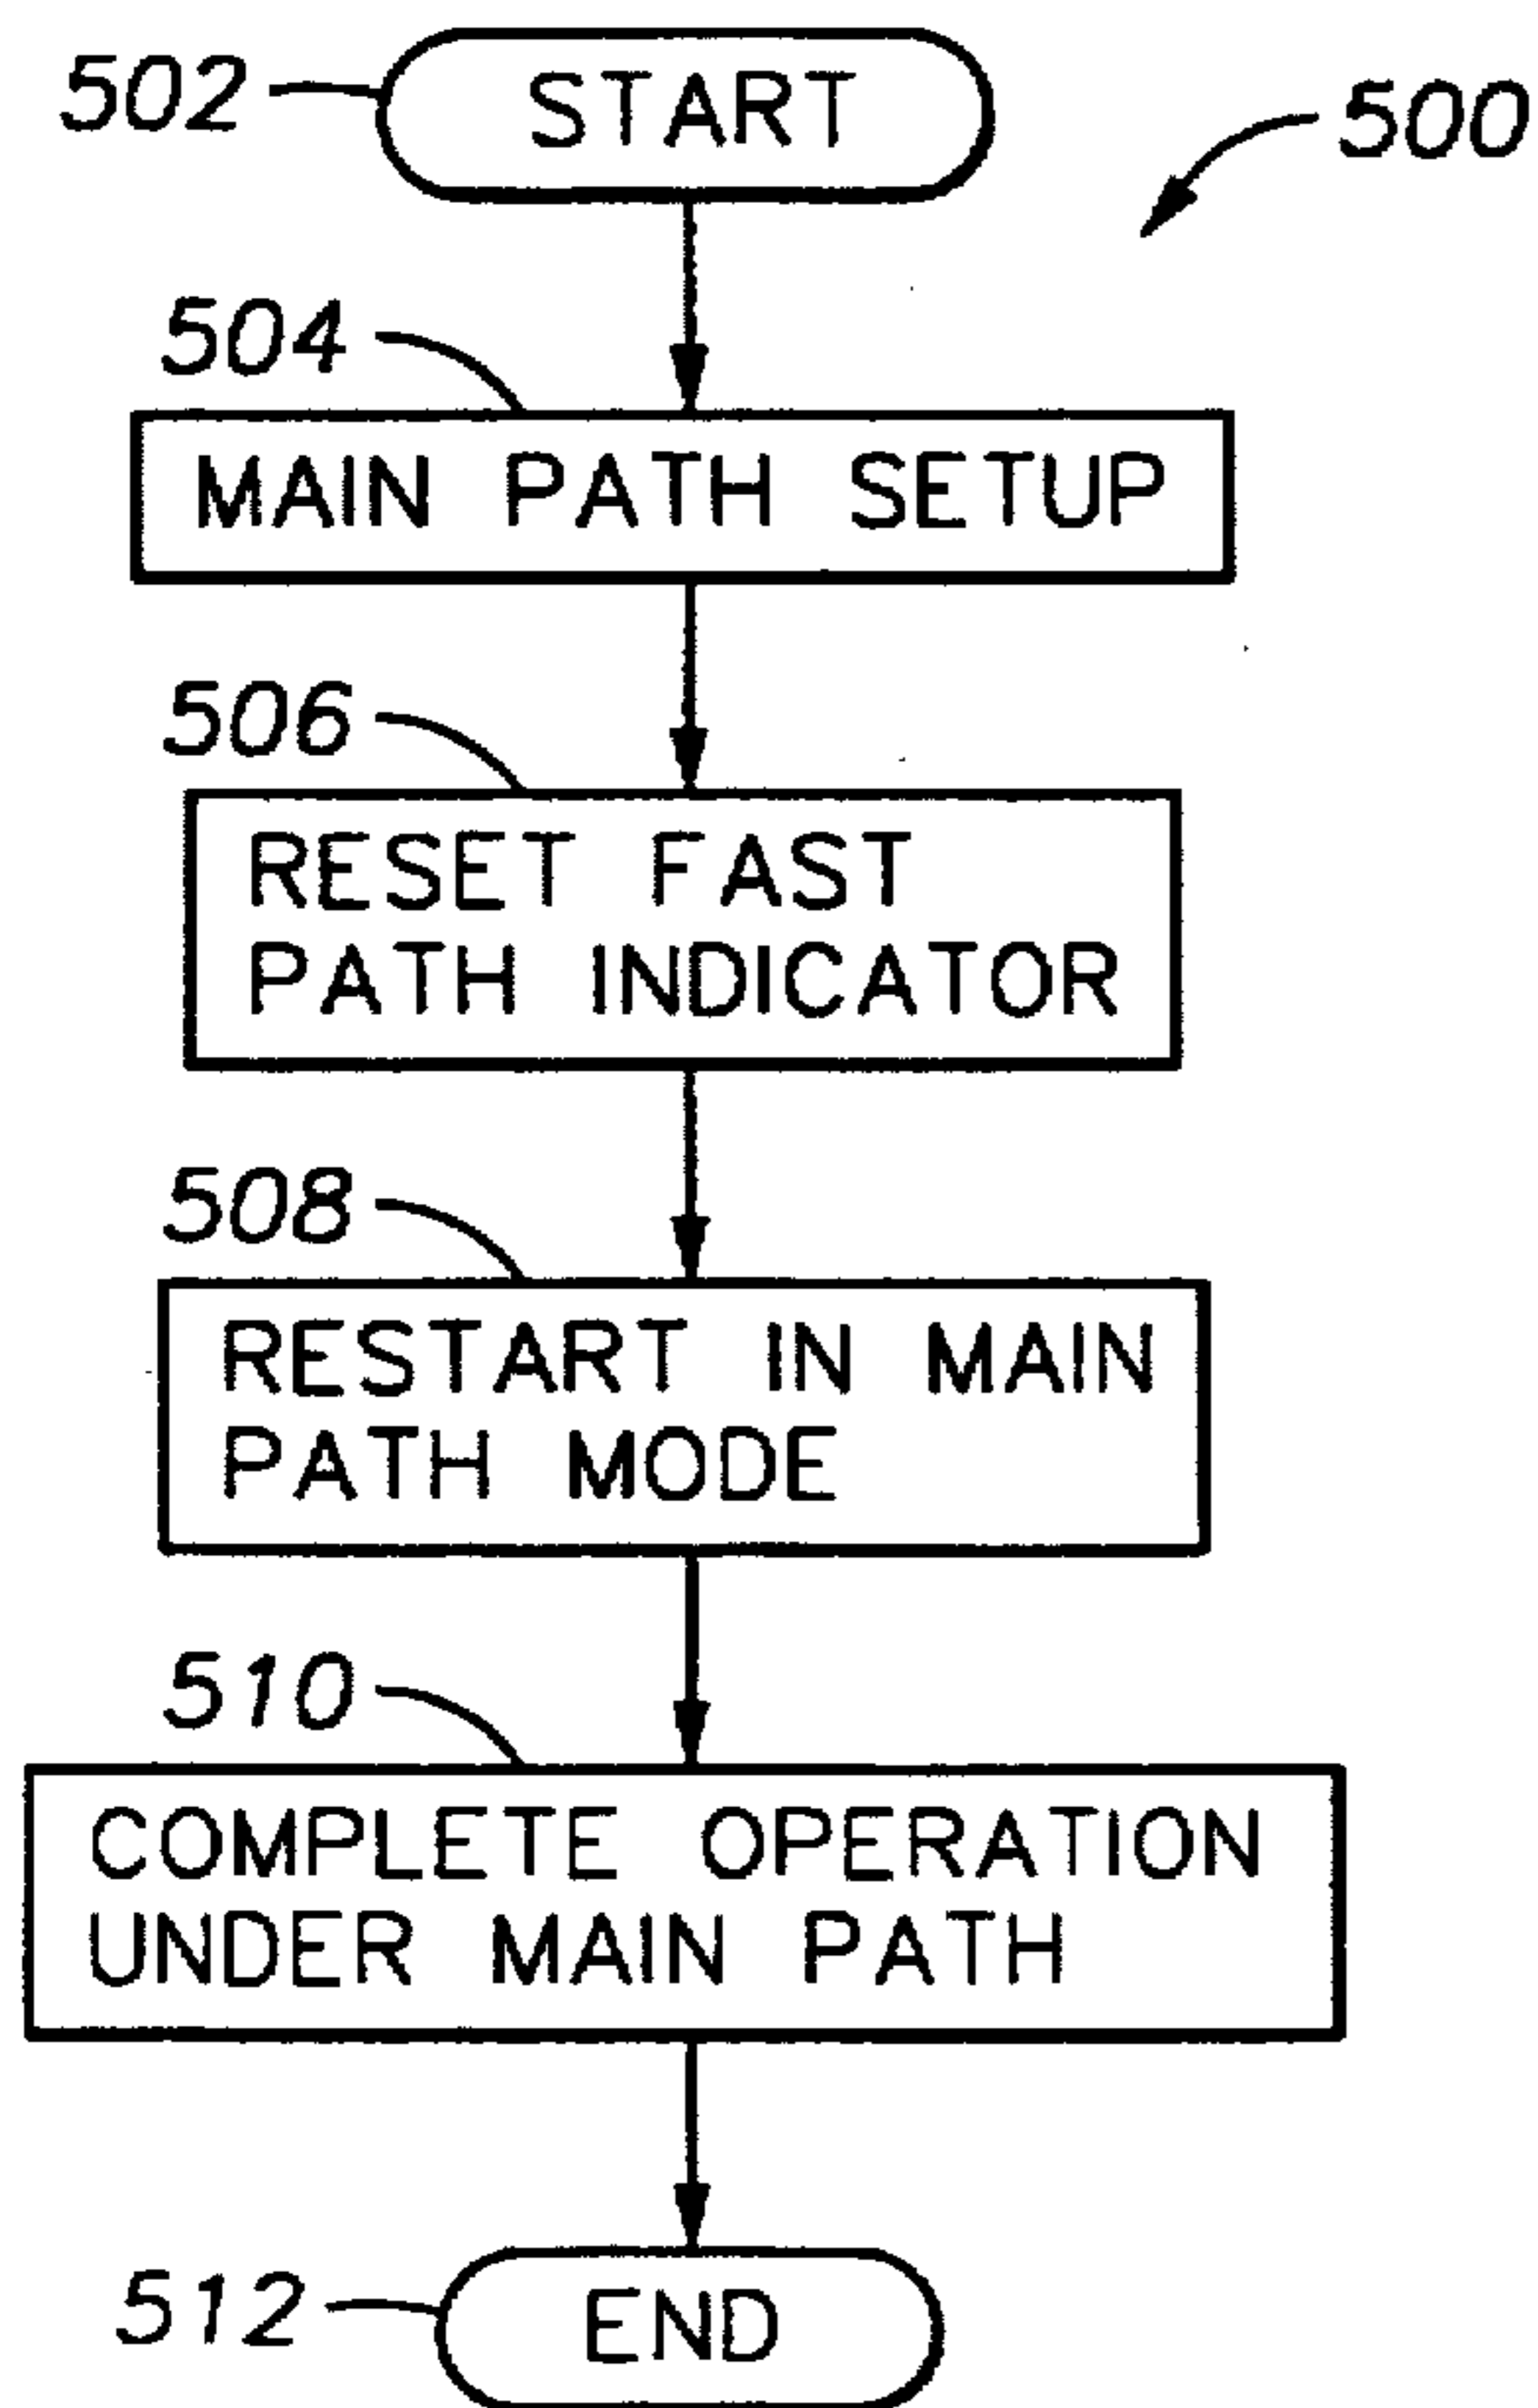 502
START
500
504
MAIN PATH SETUP
506
RESET FAST
PATH INDICATOR
508
RESTART IN MAIN
PATH MODE
510
COMPLETE OPERATION
UNDER MAIN PATH
512
END